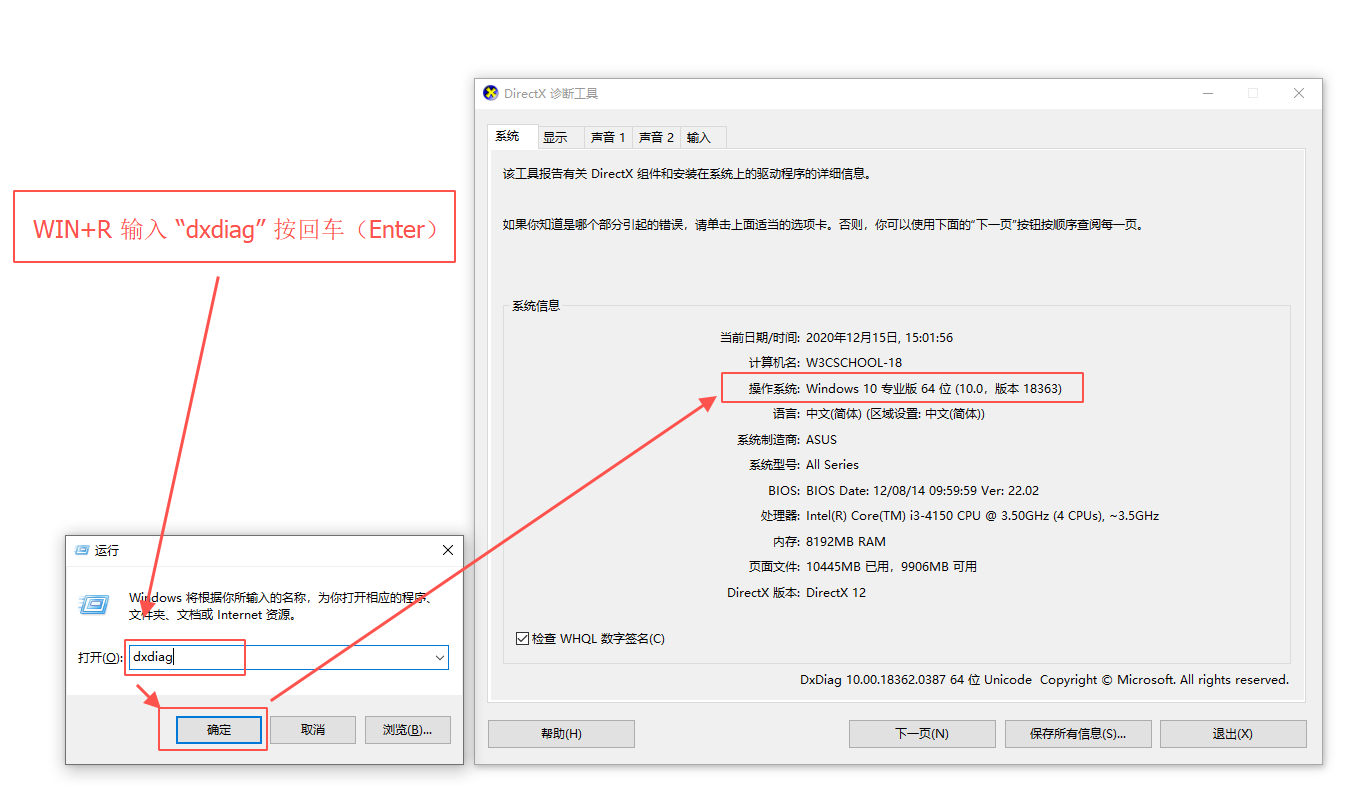 DirectX 诊断工具
系统 显示 声音 1 声音 2 输入
该工具报告有关 DirectX 组件和安装在系统上的驱动程序的详细信息。
如果你知道是哪个部分引起的错误，请单击上面适当的选项卡。否则，你可以使用下面的“下一页”按钮按顺序查阅每一页。
WIN+R 输入 “dxdiag” 按回车（Enter）
系统信息
当前日期/时间: 2020年12月15日, 15:01:56
计算机名: W3CSCHOOL-18
操作系统: Windows 10 专业版 64 位 (10.0，版本 18363)
语言: 中文(简体) (区域设置: 中文(简体))
系统制造商: ASUS
系统型号: All Series
BIOS: BIOS Date: 12/08/14 09:59:59 Ver: 22.02
处理器: Intel(R) Core(TM) i3-4150 CPU @ 3.50GHz (4 CPUs), ~3.5GHz
内存: 8192MB RAM
页面文件: 10445MB 已用，9906MB 可用
DirectX 版本: DirectX 12
检查 WHQL 数字签名(C)
DxDiag 10.00.18362.0387 64 位 Unicode Copyright © Microsoft. All rights reserved.
帮助(H) 下一页(N) 保存所有信息(S)... 退出(X)
运行
Windows 将根据你所输入的名称，为你打开相应的程序、
文件夹、文档或 Internet 资源。
打开(O): dxdiag
确定 取消 浏览(B)...